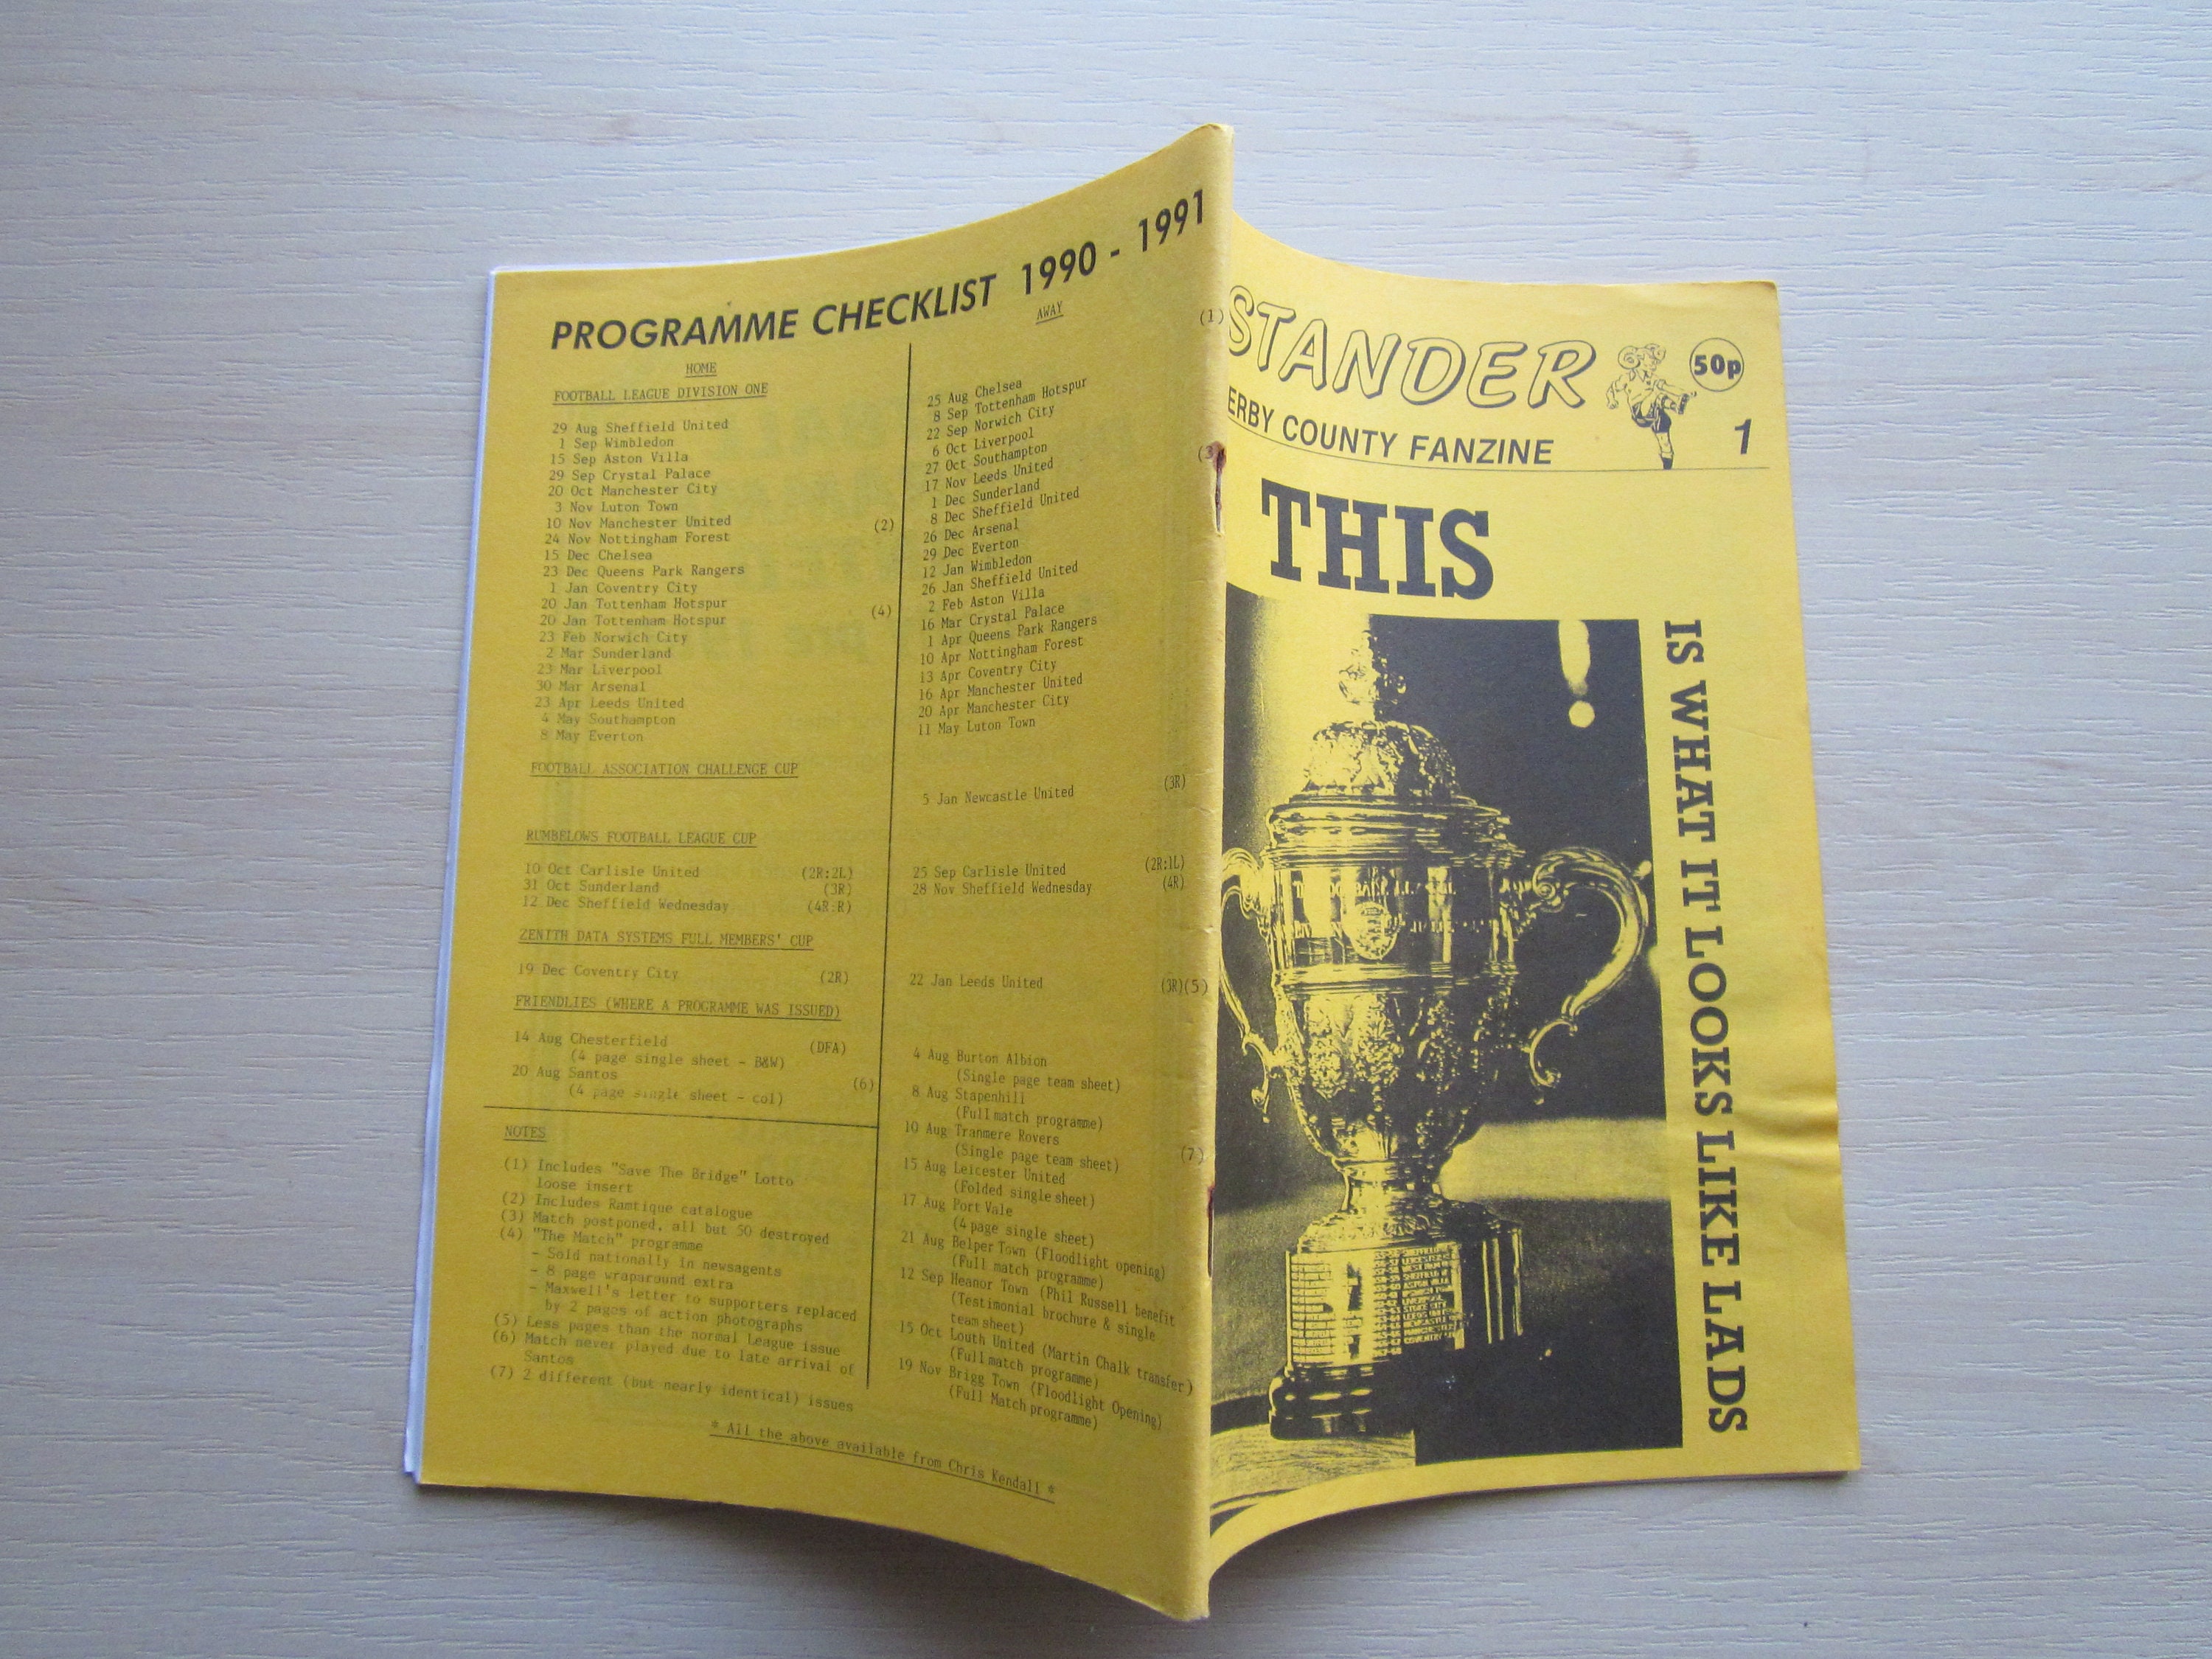 PROGRAMME CHECKLIST 1990 - 1991
HOME
FOOTBALL LEAGUE DIVISION ONE
29 Aug Sheffield United
1 Sep Wimbledon
15 Sep Aston Villa
29 Sep Crystal Palace
20 Oct Manchester City
3 Nov Luton Town
10 Nov Manchester United (2)
24 Nov Nottingham Forest
15 Dec Chelsea
23 Dec Queens Park Rangers
1 Jan Coventry City
20 Jan Tottenham Hotspur
20 Jan Tottenham Hotspur (4)
23 Feb Norwich City
2 Mar Sunderland
23 Mar Liverpool
30 Mar Arsenal
23 Apr Leeds United
4 May Southampton
8 May Everton
FOOTBALL ASSOCIATION CHALLENGE CUP
RUMBELOWS FOOTBALL LEAGUE CUP
10 Oct Carlisle United (2R:2L)
31 Oct Sunderland (3R)
12 Dec Sheffield Wednesday (4R:R)
ZENITH DATA SYSTEMS FULL MEMBERS' CUP
19 Dec Coventry City (2R)
FRIENDLIES (WHERE A PROGRAMME WAS ISSUED)
14 Aug Chesterfield (DFA)
(4 page single sheet - B&W)
20 Aug Santos (6)
(4 page single sheet - col)
NOTES
(1) Includes "Save The Bridge" Lotto
loose insert
(2) Includes Ramtique catalogue
(3) Match postponed, all but 50 destroyed
(4) "The Match" programme
- Sold nationally in newsagents
- 8 page wraparound extra
- Maxwell's letter to supporters replaced
by 2 pages of action photographs
(5) Less pages than the normal League issue
(6) Match never played due to late arrival of
Santos
(7) 2 different (but nearly identical) issues
AWAY
25 Aug Chelsea (1)
8 Sep Tottenham Hotspur
22 Sep Norwich City
6 Oct Liverpool
27 Oct Southampton
17 Nov Leeds United (3
1 Dec Sunderland
8 Dec Sheffield United
26 Dec Arsenal
29 Dec Everton
12 Jan Wimbledon
26 Jan Sheffield United
2 Feb Aston Villa
16 Mar Crystal Palace
1 Apr Queens Park Rangers
10 Apr Nottingham Forest
13 Apr Coventry City
16 Apr Manchester United
20 Apr Manchester City
11 May Luton Town
5 Jan Newcastle United (3R)
25 Sep Carlisle United (2R:1L)
28 Nov Sheffield Wednesday (4R)
22 Jan Leeds United (3R)(5)
4 Aug Burton Albion
(Single page team sheet)
8 Aug Stapenhill
(Full match programme)
10 Aug Tranmere Rovers
(Single page team sheet) (7)
15 Aug Leicester United
(Folded single sheet)
17 Aug Port Vale
(4 page single sheet)
21 Aug Belper Town (Floodlight opening)
(Full match programme)
12 Sep Heanor Town (Phil Russell benefit
(Testimonial brochure & single
team sheet)
15 Oct Louth United (Martin Chalk transfer)
(Full match programme)
19 Nov Brigg Town (Floodlight Opening)
(Full Match programme)
* All the above available from Chris Kendall *
STANDER
50p
ERBY COUNTY FANZINE
1
THIS
IS WHAT IT LOOKS LIKE LADS